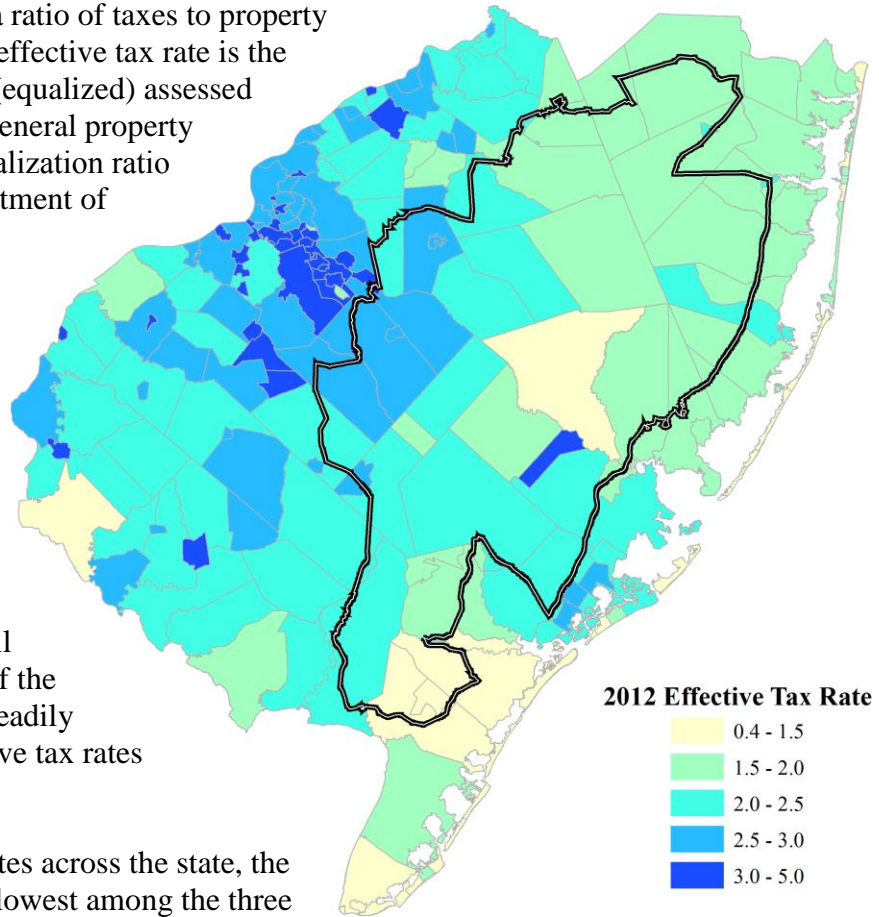 a ratio of taxes to property
effective tax rate is the
(equalized) assessed
eneral property
alization ratio
rtment of
ll
f the
eadily
ve tax rates
tes across the state, the
lowest among the three
2012 Effective Tax Rate
0.4 - 1.5
1.5 - 2.0
2.0 - 2.5
2.5 - 3.0
3.0 - 5.0